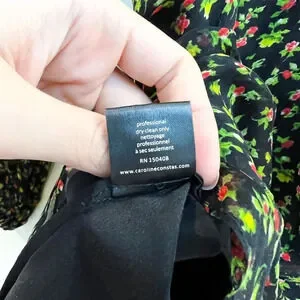 professional
dry clean only
nettoyage
professionnel
à sec seulement
RN 150408
www.carolineconstas.com